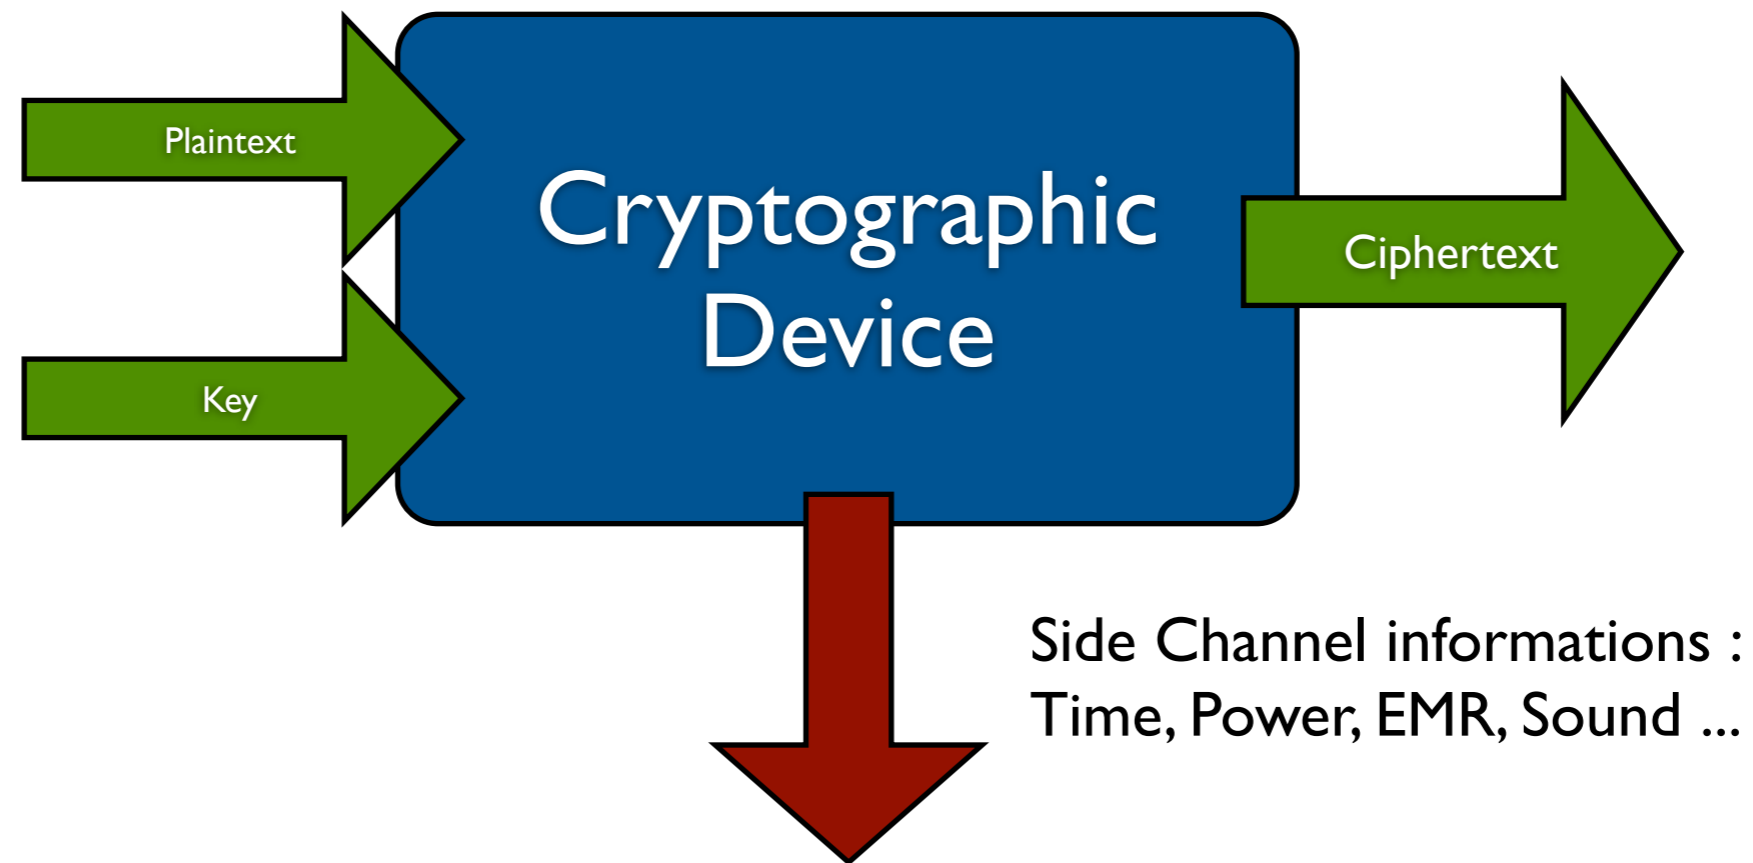 Plaintext
Key
Cryptographic
Device
Ciphertext
Side Channel informations :
Time, Power, EMR, Sound ...